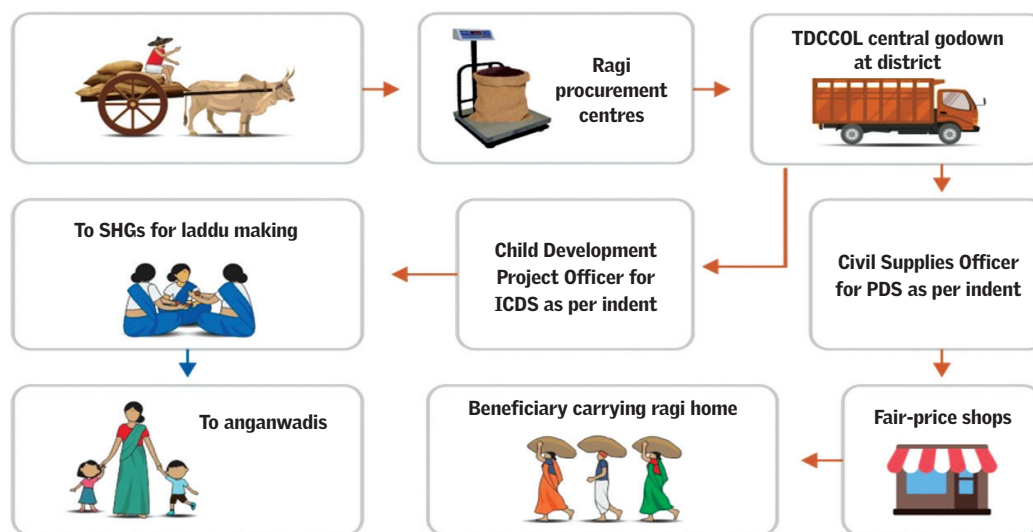 Ragi
procurement
centres
TDCCOL central godown
at district
To SHGs for laddu making
Child Development
Project Officer for
ICDS as per indent
Civil Supplies Officer
for PDS as per indent
To anganwadis
Beneficiary carrying ragi home
Fair-price shops